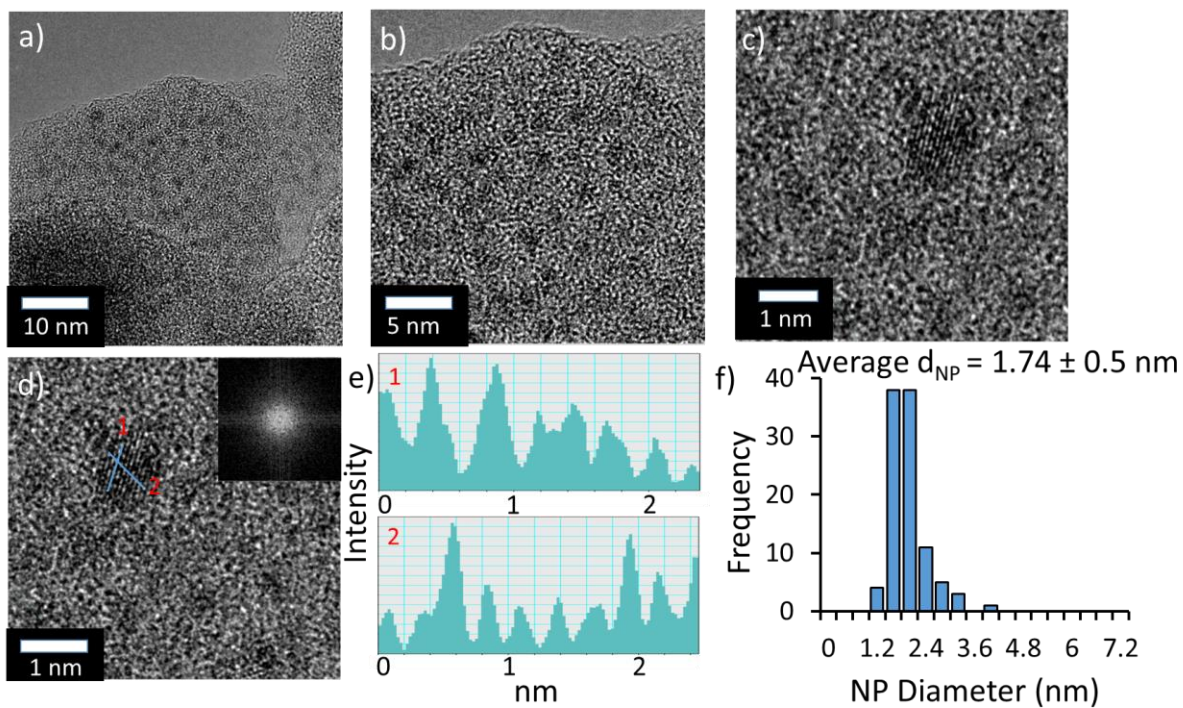 a)
10 nm
b)
5 nm
c)
1 nm
d)
1
2
1 nm
e)
1
0 1 2
2
0 1 2
Intensity
nm
f)
Average dNP = 1.74 ± 0.5 nm
40
30
20
10
0
0 1.2 2.4 3.6 4.8 6 7.2
Frequency
NP Diameter (nm)